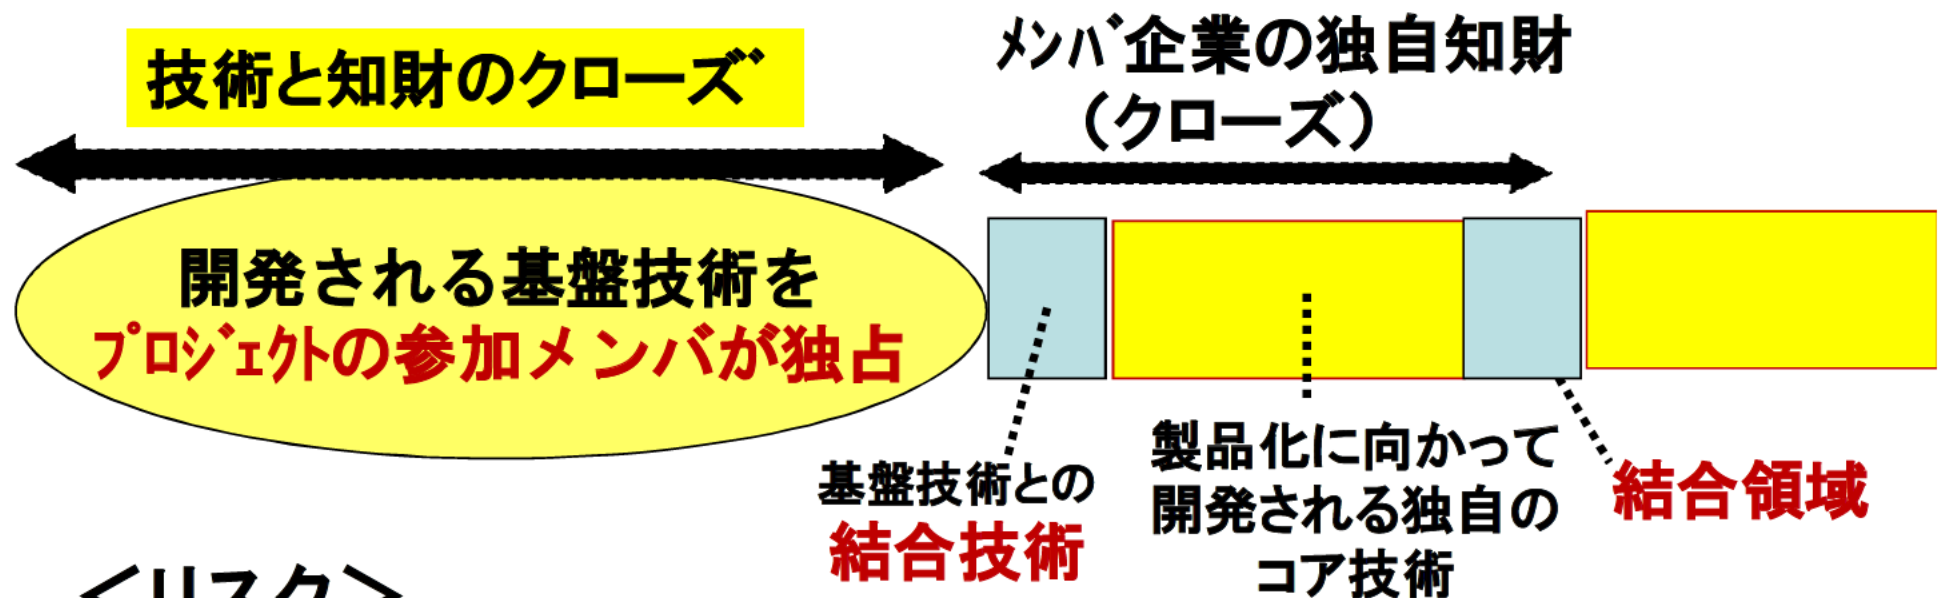 技術と知財のクローズ゙
ﾒﾝﾊﾞ企業の独自知財
（クローズ）
開発される基盤技術を
ﾌﾟﾛｼﾞｪｸﾄの参加メンバが独占
基盤技術との
結合技術
製品化に向かって
開発される独自の
コア技術
結合領域
＜リスク＞